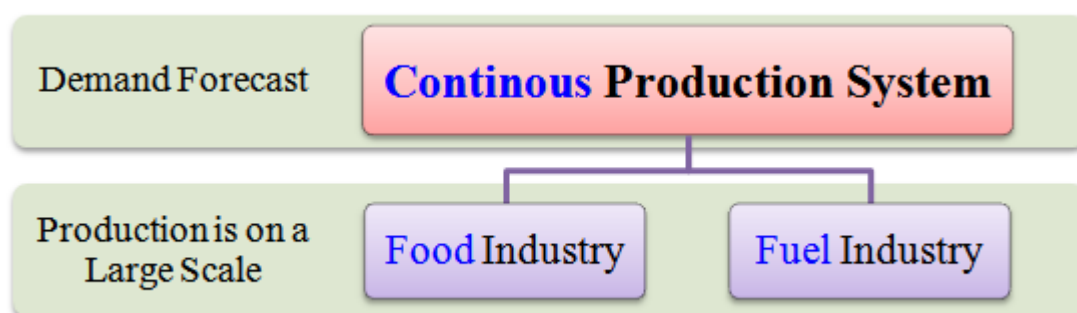 Demand Forecast
Continous Production System
Production is on a
Large Scale
Food Industry
Fuel Industry